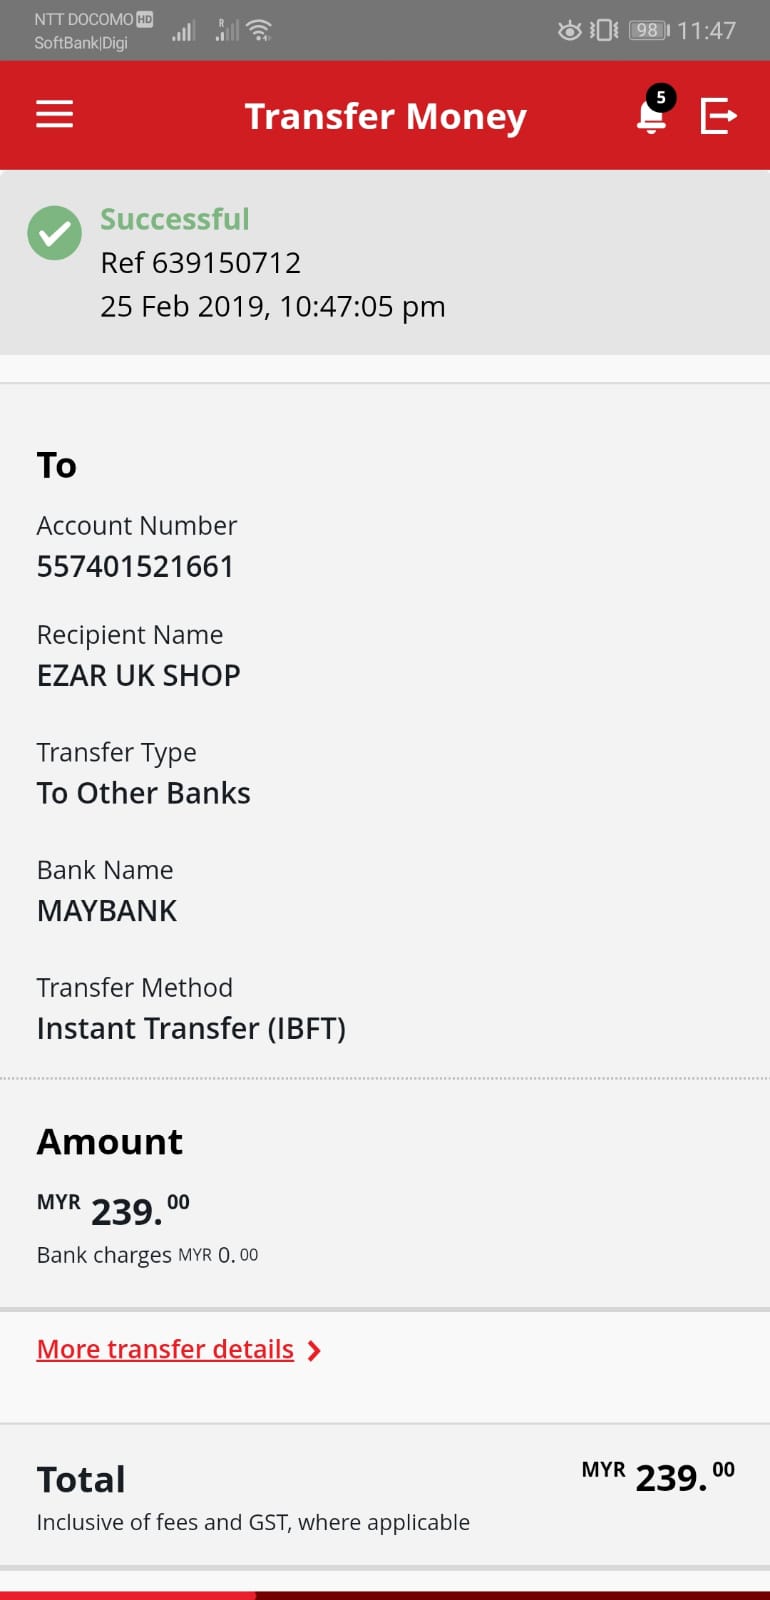 NTT DOCOMO HD
SoftBank|Digi
R
98
11:47
Transfer Money
5
Successful
Ref 639150712
25 Feb 2019, 10:47:05 pm
To
Account Number
557401521661
Recipient Name
EZAR UK SHOP
Transfer Type
To Other Banks
Bank Name
MAYBANK
Transfer Method
Instant Transfer (IBFT)
Amount
MYR 239.00
Bank charges MYR 0.00
More transfer details
Total MYR 239.00
Inclusive of fees and GST, where applicable